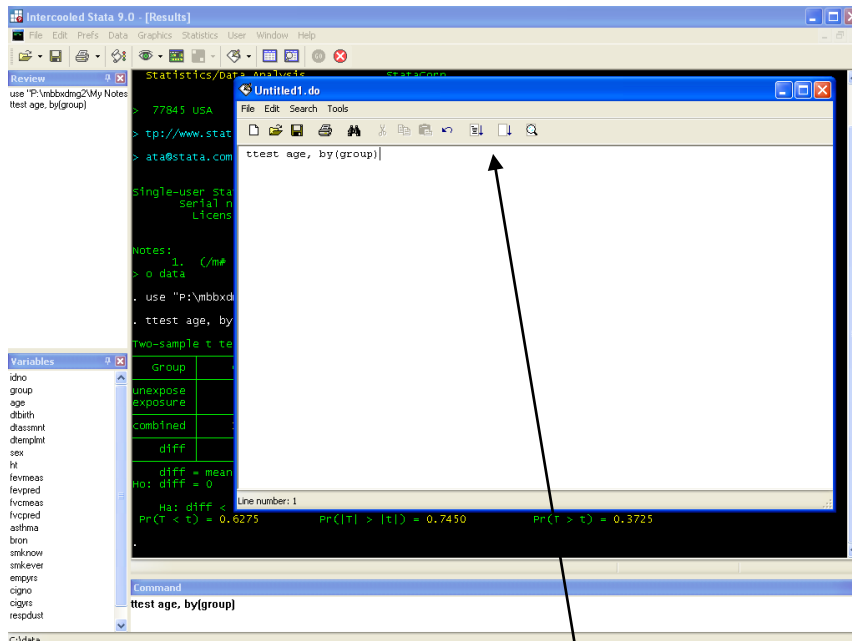 Intercooled Stata 9.0 - [Results]
File Edit Prefs Data Graphics Statistics User Window Help
Review
use "P:\mbbxdmg2\My Notes
ttest age, by(group)
Statistics/Data Analysis StataCorp
> 77845 USA
> tp://www.stat
> ata@stata.com
Single-user Sta
Serial n
Licens
Notes:
1. (/m#
> o data
. use "P:\mbbxd
. ttest age, by
Two-sample t te
Group
unexpose
exposure
combined
diff
diff = mean
Ho: diff = 0
Ha: diff <
Pr(T < t) = 0.6275 Pr(|T| > |t|) = 0.7450 Pr(T > t) = 0.3725
.
Untitled1.do
File Edit Search Tools
ttest age, by(group)
Line number: 1
Variables
idno
group
age
dtbirth
dtassmnt
dtemplmt
sex
ht
fevmeas
fevpred
fvcmeas
fvcpred
asthma
bron
smknow
smkever
empyrs
cigno
cigyrs
respdust
Command
ttest age, by(group)
C:\data